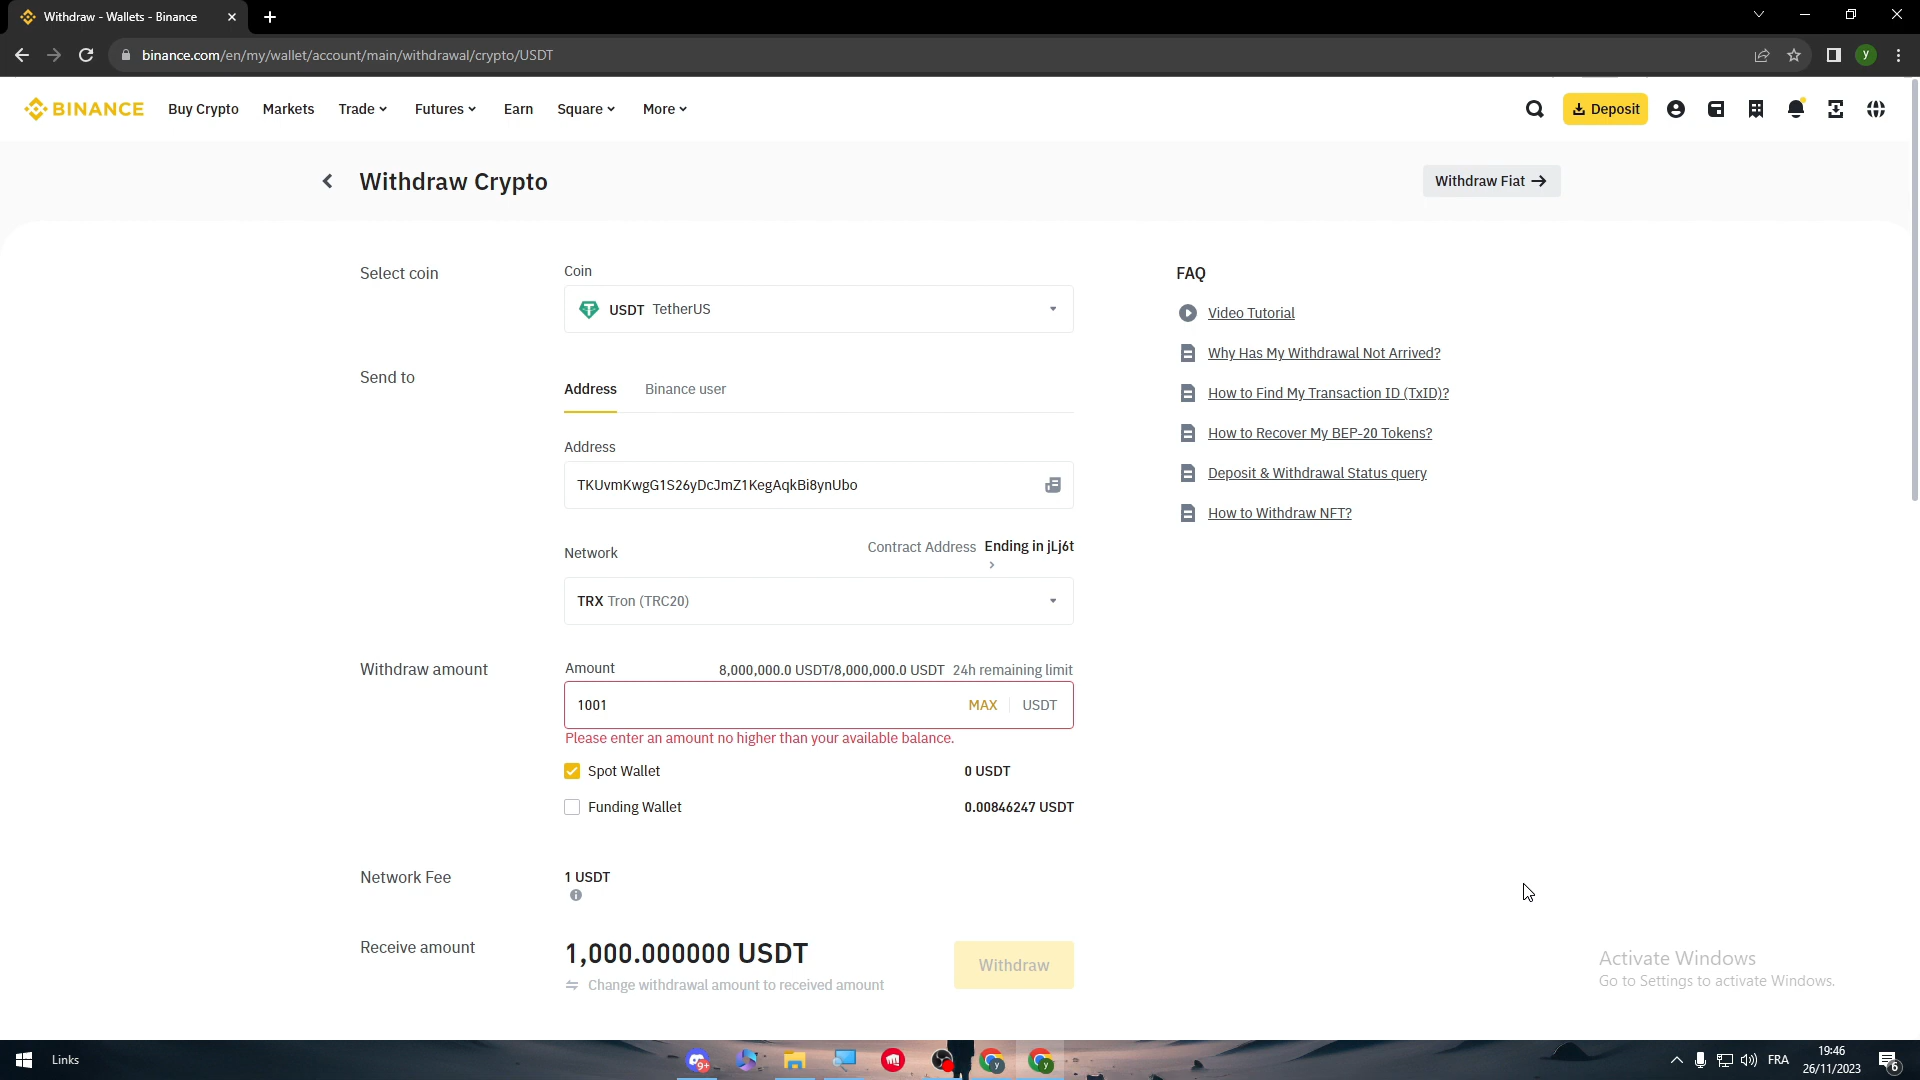 Withdraw - Wallets - Binance
binance.com/en/my/wallet/account/main/withdrawal/crypto/USDT
y
BINANCE Buy Crypto Markets Trade Futures Earn Square More Deposit
Withdraw Crypto
Withdraw Fiat
Select coin
Coin
USDT TetherUS
Send to
Address Binance user
Address
TKUvmKwgG1S26yDcJmZ1KegAqkBi8ynUbo
Network
Contract Address Ending in jLj6t
TRX Tron (TRC20)
Withdraw amount
Amount 8,000,000.0 USDT/8,000,000.0 USDT 24h remaining limit
1001 MAX USDT
Please enter an amount no higher than your available balance.
Spot Wallet 0 USDT
Funding Wallet 0.00846247 USDT
Network Fee
1 USDT
Receive amount
1,000.000000 USDT
Change withdrawal amount to received amount
Withdraw
FAQ
Video Tutorial
Why Has My Withdrawal Not Arrived?
How to Find My Transaction ID (TxID)?
How to Recover My BEP-20 Tokens?
Deposit & Withdrawal Status query
How to Withdraw NFT?
Activate Windows
Go to Settings to activate Windows.
Links
9+
y
y
FRA
19:46
26/11/2023
6